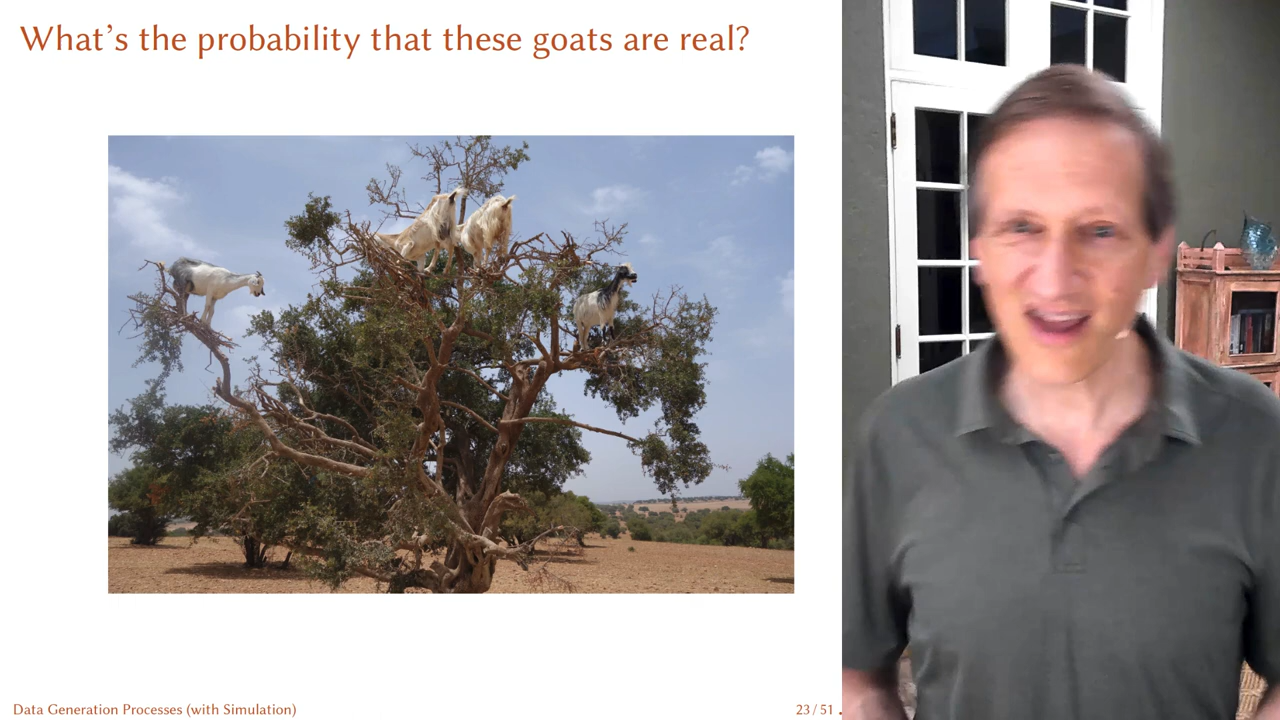 What’s the probability that these goats are real?
Data Generation Processes (with Simulation)
23 / 51